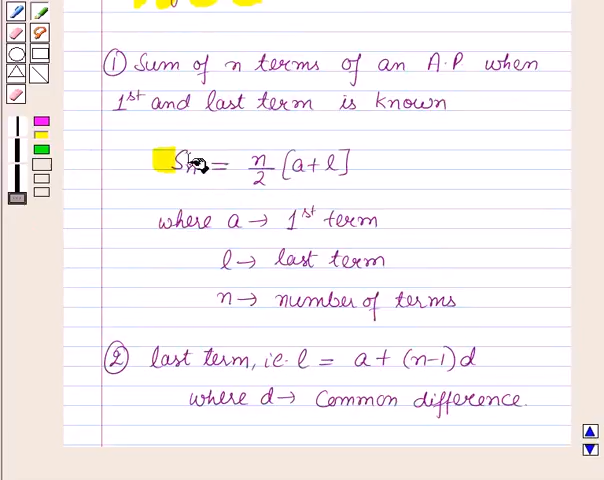 ① Sum of n terms of an A.P when
1st and last term is known
Sn = n/2 [a+l]
where a → 1st term
l → last term
n → number of terms
② last term, i.e. l = a + (n-1)d
where d → Common difference.